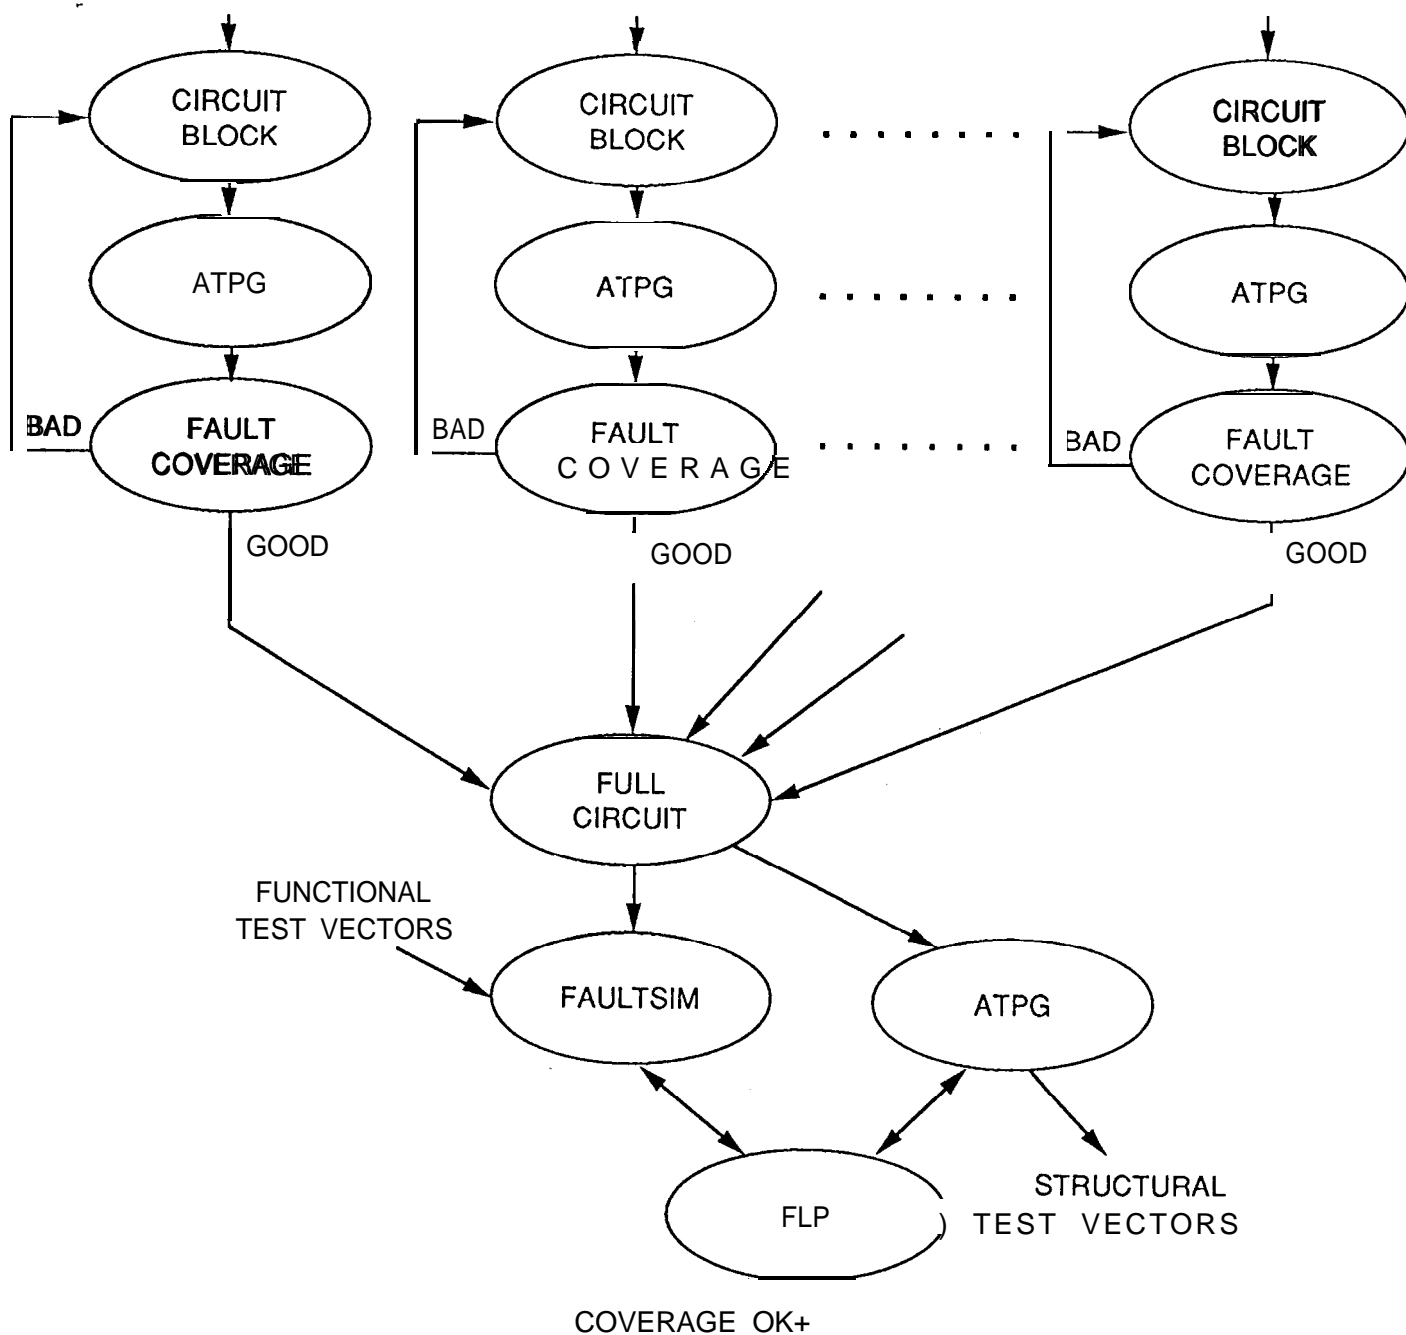 CIRCUIT
BLOCK
CIRCUIT
BLOCK
CIRCUIT
BLOCK
ATPG
ATPG
ATPG
BAD
FAULT
COVERAGE
BAD
FAULT
COVERAGE
BAD
FAULT
COVERAGE
GOOD
GOOD
GOOD
FULL
CIRCUIT
FUNCTIONAL
TEST VECTORS
FAULTSIM
ATPG
STRUCTURAL
TEST VECTORS
FLP
COVERAGE OK+